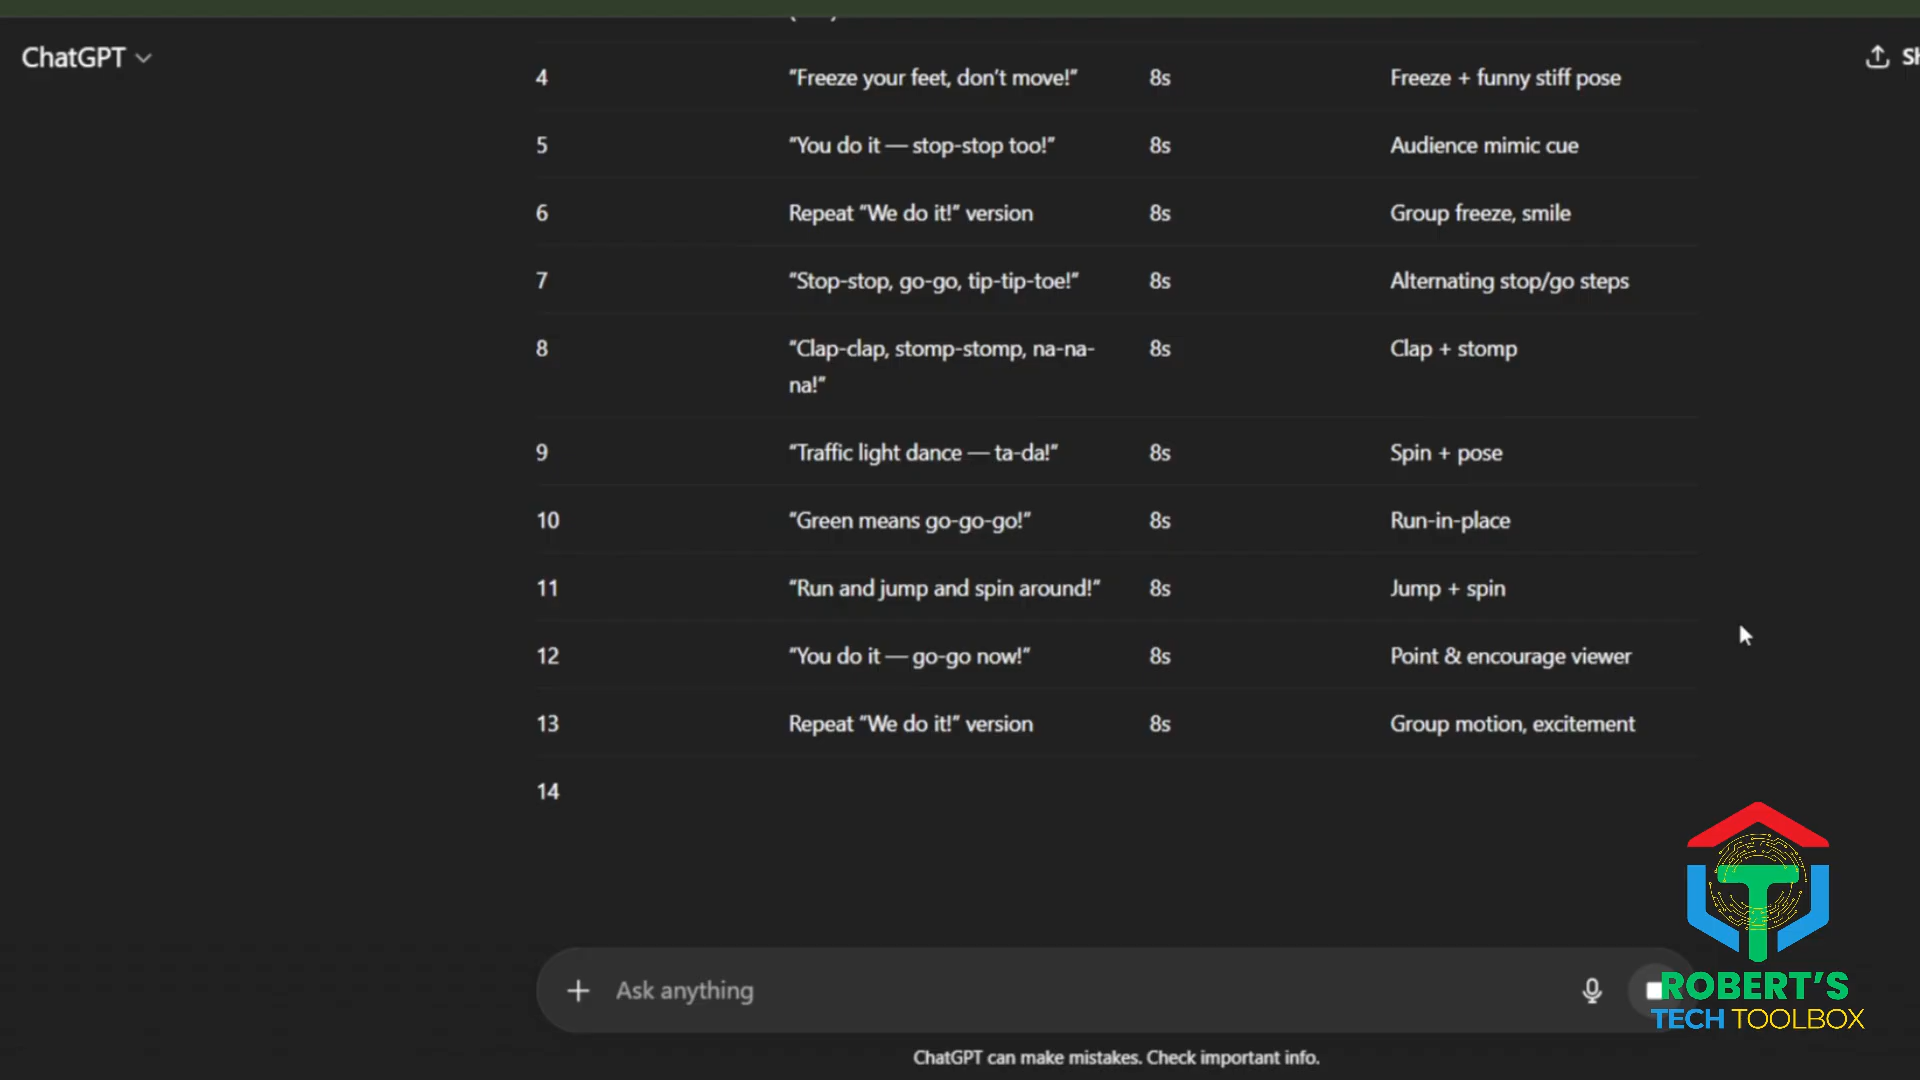 ChatGPT
Sh
4 “Freeze your feet, don’t move!” 8s Freeze + funny stiff pose
5 “You do it — stop-stop too!” 8s Audience mimic cue
6 Repeat “We do it!” version 8s Group freeze, smile
7 “Stop-stop, go-go, tip-tip-toe!” 8s Alternating stop/go steps
8 “Clap-clap, stomp-stomp, na-na- 8s Clap + stomp
na!”
9 “Traffic light dance — ta-da!” 8s Spin + pose
10 “Green means go-go-go!” 8s Run-in-place
11 “Run and jump and spin around!” 8s Jump + spin
12 “You do it — go-go now!” 8s Point & encourage viewer
13 Repeat “We do it!” version 8s Group motion, excitement
14
Ask anything
ROBERT'S
TECH TOOLBOX
ChatGPT can make mistakes. Check important info.